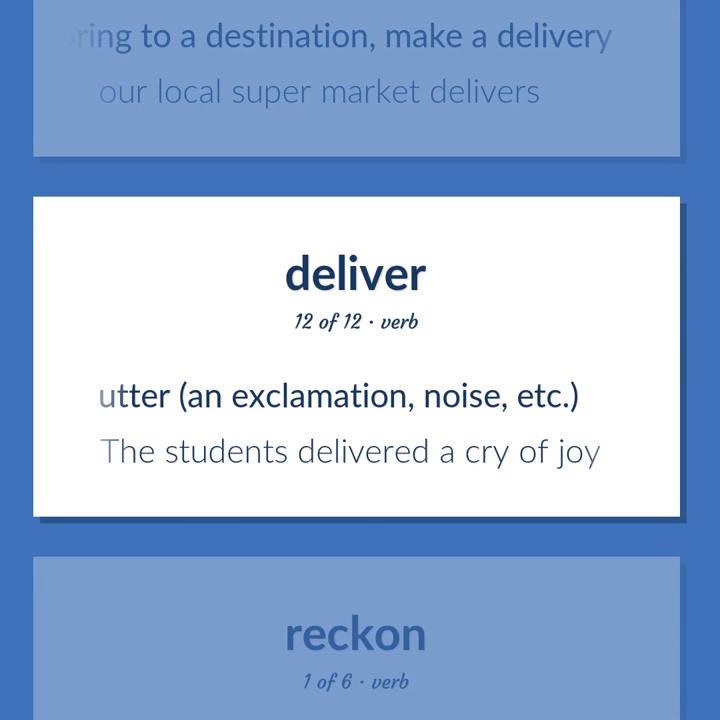 bring to a destination, make a delivery
our local super market delivers
deliver
12 of 12 · verb
utter (an exclamation, noise, etc.)
The students delivered a cry of joy
reckon
1 of 6 · verb